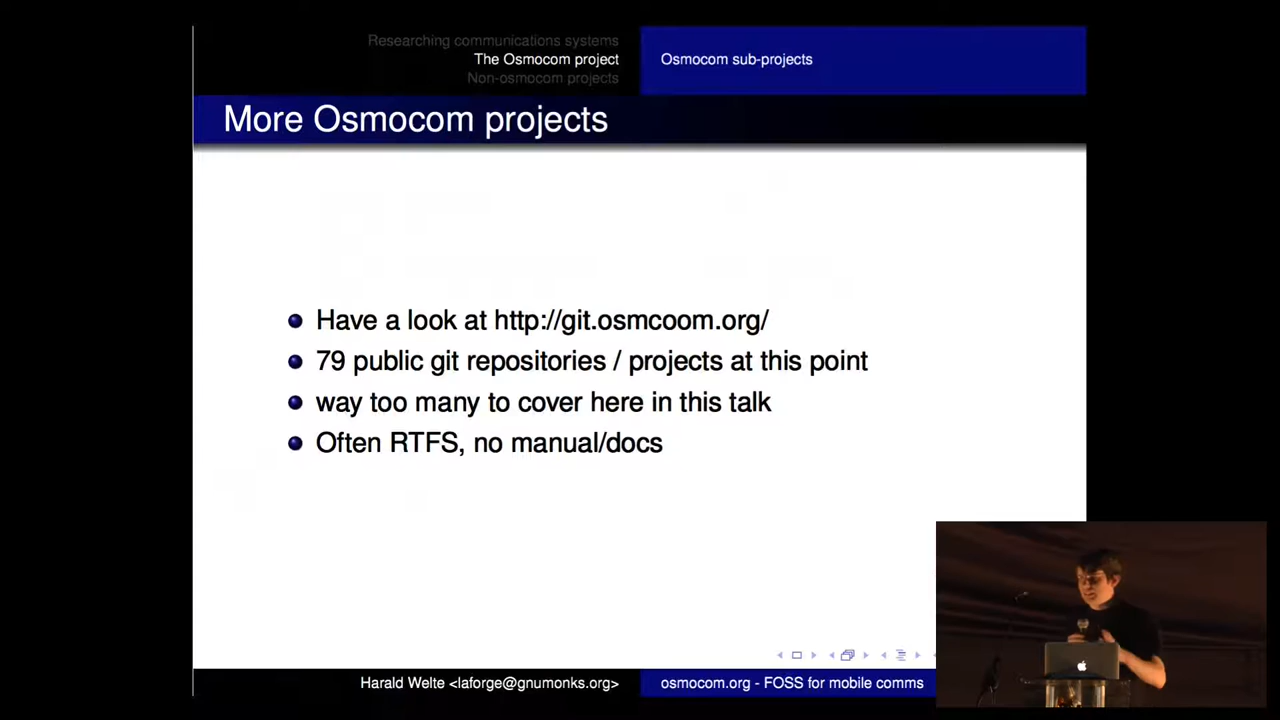 Researching communications systems
The Osmocom project
Non-osmocom projects
Osmocom sub-projects
More Osmocom projects
Have a look at http://git.osmcoom.org/
79 public git repositories / projects at this point
way too many to cover here in this talk
Often RTFS, no manual/docs
Harald Welte <laforge@gnumonks.org>
osmocom.org - FOSS for mobile comms